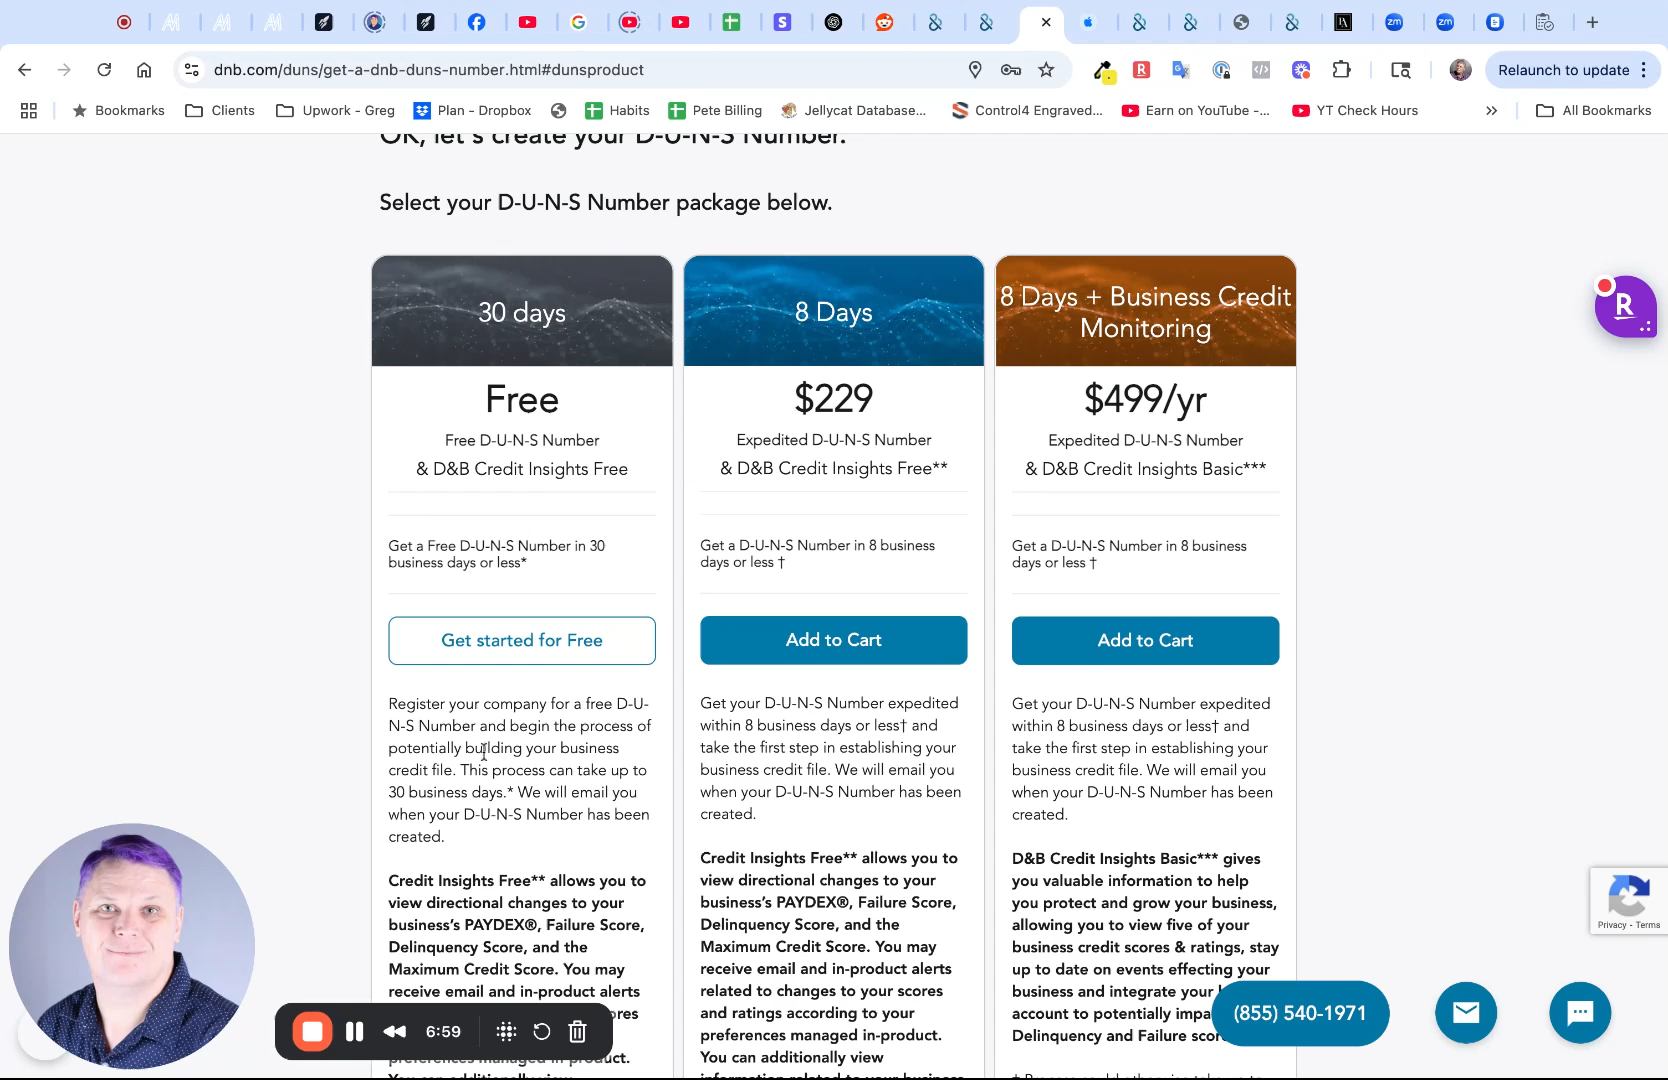 dnb.com/duns/get-a-dnb-duns-number.html#dunsproduct
Relaunch to update
Bookmarks
Clients
Upwork - Greg
Plan - Dropbox
Habits
Pete Billing
Jellycat Database...
Control4 Engraved...
Earn on YouTube -...
YT Check Hours
»
All Bookmarks
OK, let's create your D-U-N-S Number.
Select your D-U-N-S Number package below.
30 days
Free
Free D-U-N-S Number
& D&B Credit Insights Free
Get a Free D-U-N-S Number in 30
business days or less*
Get started for Free
Register your company for a free D-U-
N-S Number and begin the process of
potentially building your business
credit file. This process can take up to
30 business days.* We will email you
when your D-U-N-S Number has been
created.
Credit Insights Free** allows you to
view directional changes to your
business's PAYDEX®, Failure Score,
Delinquency Score, and the
Maximum Credit Score. You may
receive email and in-product alerts
8 Days
$229
Expedited D-U-N-S Number
& D&B Credit Insights Free**
Get a D-U-N-S Number in 8 business
days or less †
Add to Cart
Get your D-U-N-S Number expedited
within 8 business days or less† and
take the first step in establishing your
business credit file. We will email you
when your D-U-N-S Number has been
created.
Credit Insights Free** allows you to
view directional changes to your
business's PAYDEX®, Failure Score,
Delinquency Score, and the
Maximum Credit Score. You may
receive email and in-product alerts
related to changes to your scores
and ratings according to your
preferences managed in-product.
You can additionally view
information related to your business
8 Days + Business Credit
Monitoring
$499/yr
Expedited D-U-N-S Number
& D&B Credit Insights Basic***
Get a D-U-N-S Number in 8 business
days or less †
Add to Cart
Get your D-U-N-S Number expedited
within 8 business days or less† and
take the first step in establishing your
business credit file. We will email you
when your D-U-N-S Number has been
created.
D&B Credit Insights Basic*** gives
you valuable information to help
you protect and grow your business,
allowing you to view five of your
business credit scores & ratings, stay
up to date on events effecting your
business and integrate your
account to potentially
Delinquency and Failure
6:59
(855) 540-1971
R
Privacy - Terms